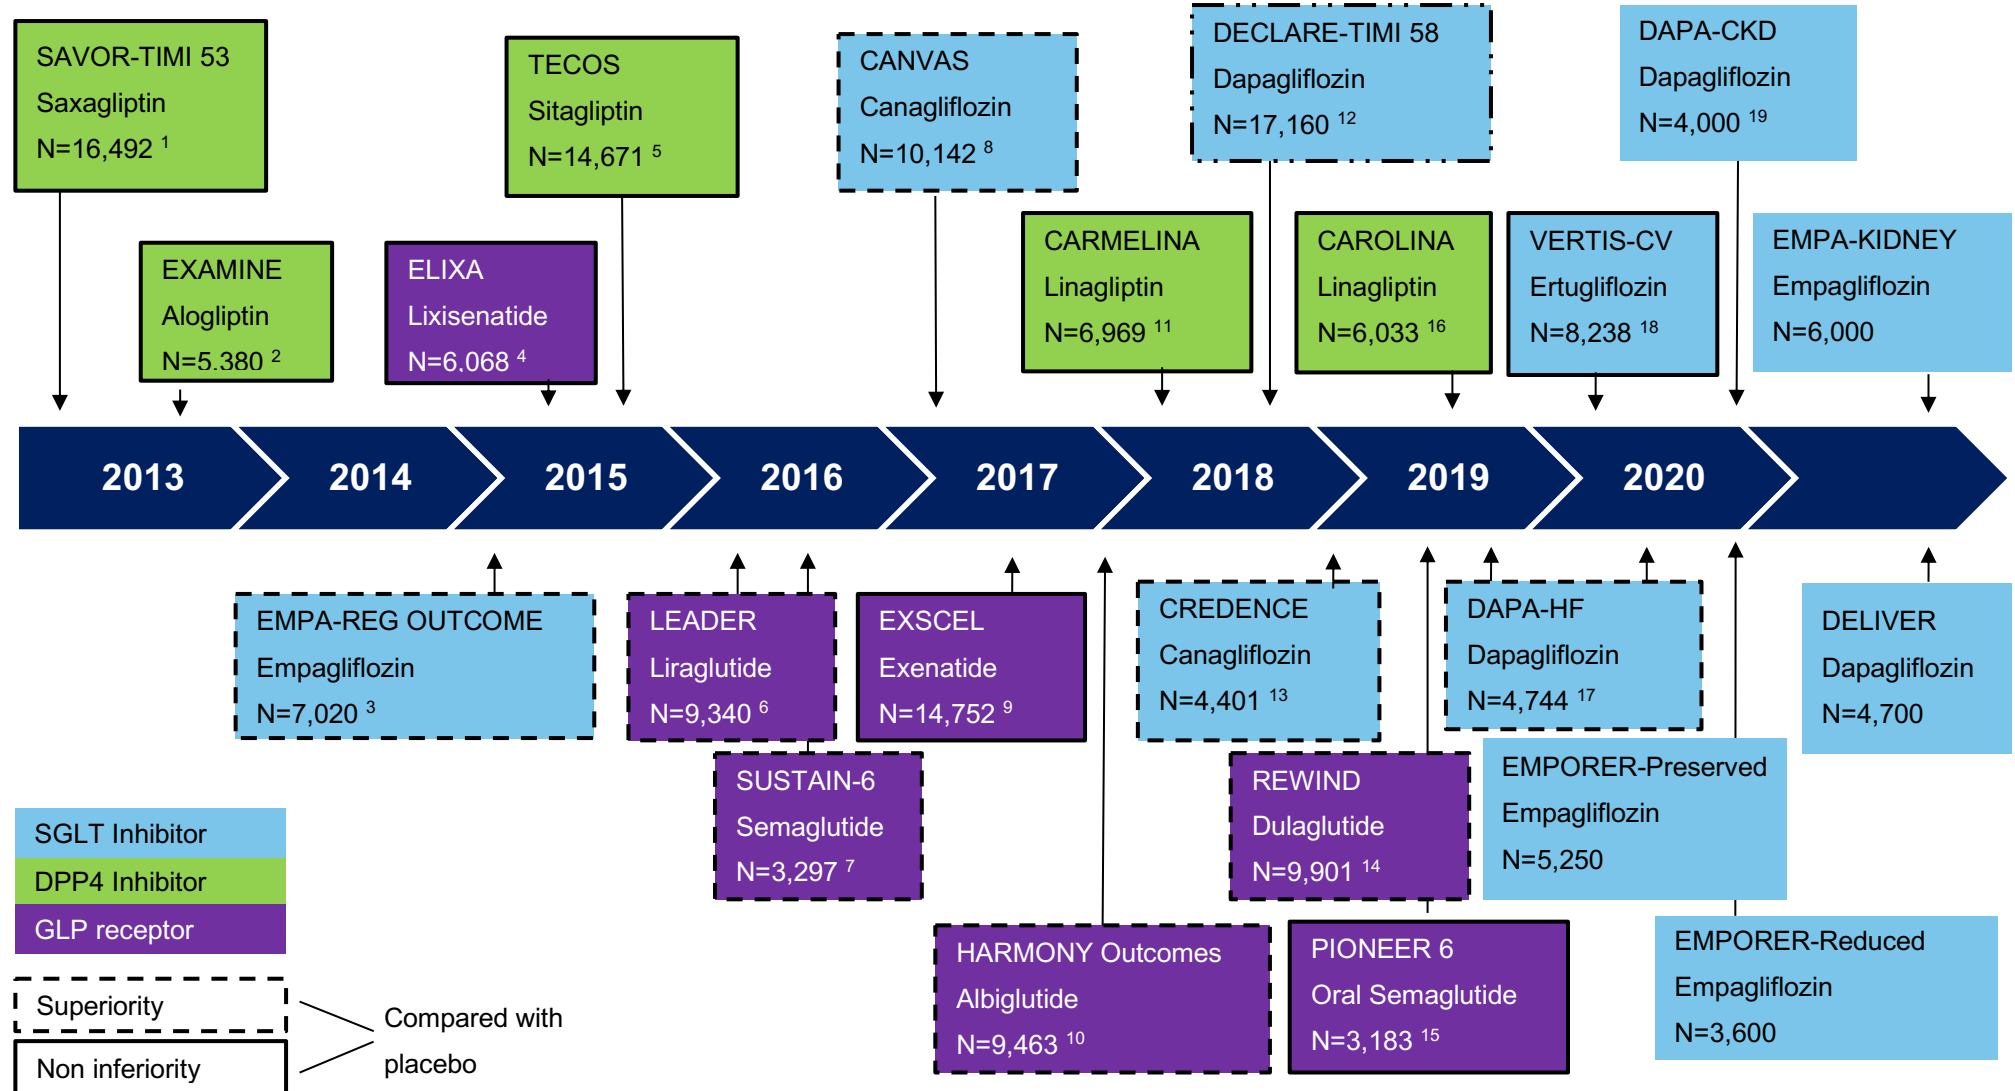 SAVOR-TIMI 53
Saxagliptin
N=16,492 1
TECOS
Sitagliptin
N=14,671 5
CANVAS
Canagliflozin
N=10,142 8
DECLARE-TIMI 58
Dapagliflozin
N=17,160 12
DAPA-CKD
Dapagliflozin
N=4,000 19
EXAMINE
Alogliptin
N=5,380 2
ELIXA
Lixisenatide
N=6,068 4
CARMELINA
Linagliptin
N=6,969 11
CAROLINA
Linagliptin
N=6,033 16
VERTIS-CV
Ertugliflozin
N=8,238 18
EMPA-KIDNEY
Empagliflozin
N=6,000
2013
2014
2015
2016
2017
2018
2019
2020
EMPA-REG OUTCOME
Empagliflozin
N=7,020 3
LEADER
Liraglutide
N=9,340 6
EXSCEL
Exenatide
N=14,752 9
CREDENCE
Canagliflozin
N=4,401 13
DAPA-HF
Dapagliflozin
N=4,744 17
DELIVER
Dapagliflozin
N=4,700
SUSTAIN-6
Semaglutide
N=3,297 7
REWIND
Dulaglutide
N=9,901 14
EMPORER-Preserved
Empagliflozin
N=5,250
HARMONY Outcomes
Albiglutide
N=9,463 10
PIONEER 6
Oral Semaglutide
N=3,183 15
EMPORER-Reduced
Empagliflozin
N=3,600
SGLT Inhibitor
DPP4 Inhibitor
GLP receptor
Superiority
Non inferiority
Compared with
placebo